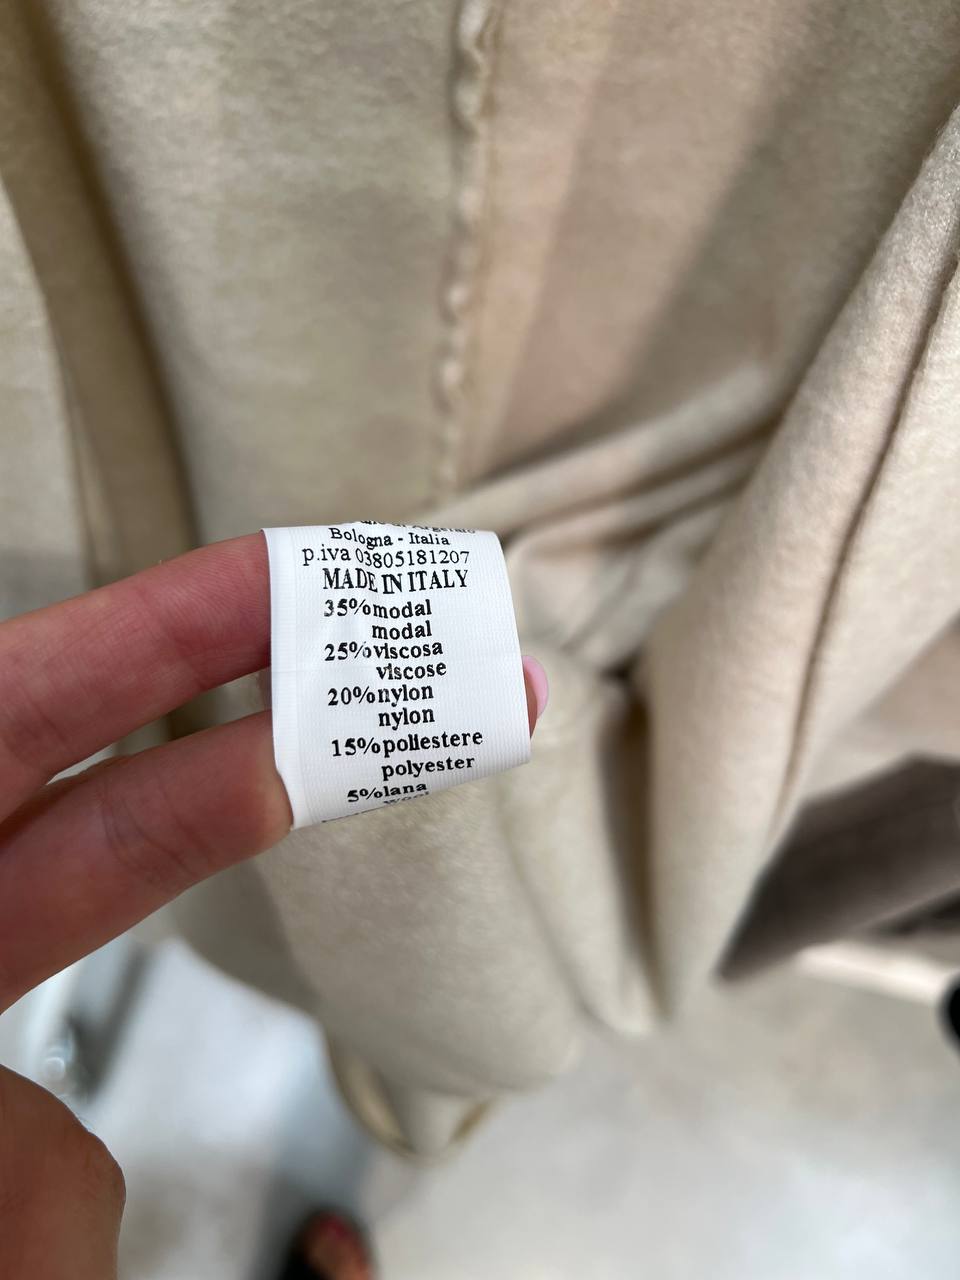 Bologna - Italia
p.iva 03805181207
MADE IN ITALY
35%modal
modal
25%viscosa
viscose
20%nylon
nylon
15%poliestere
polyester
5%lana
wool